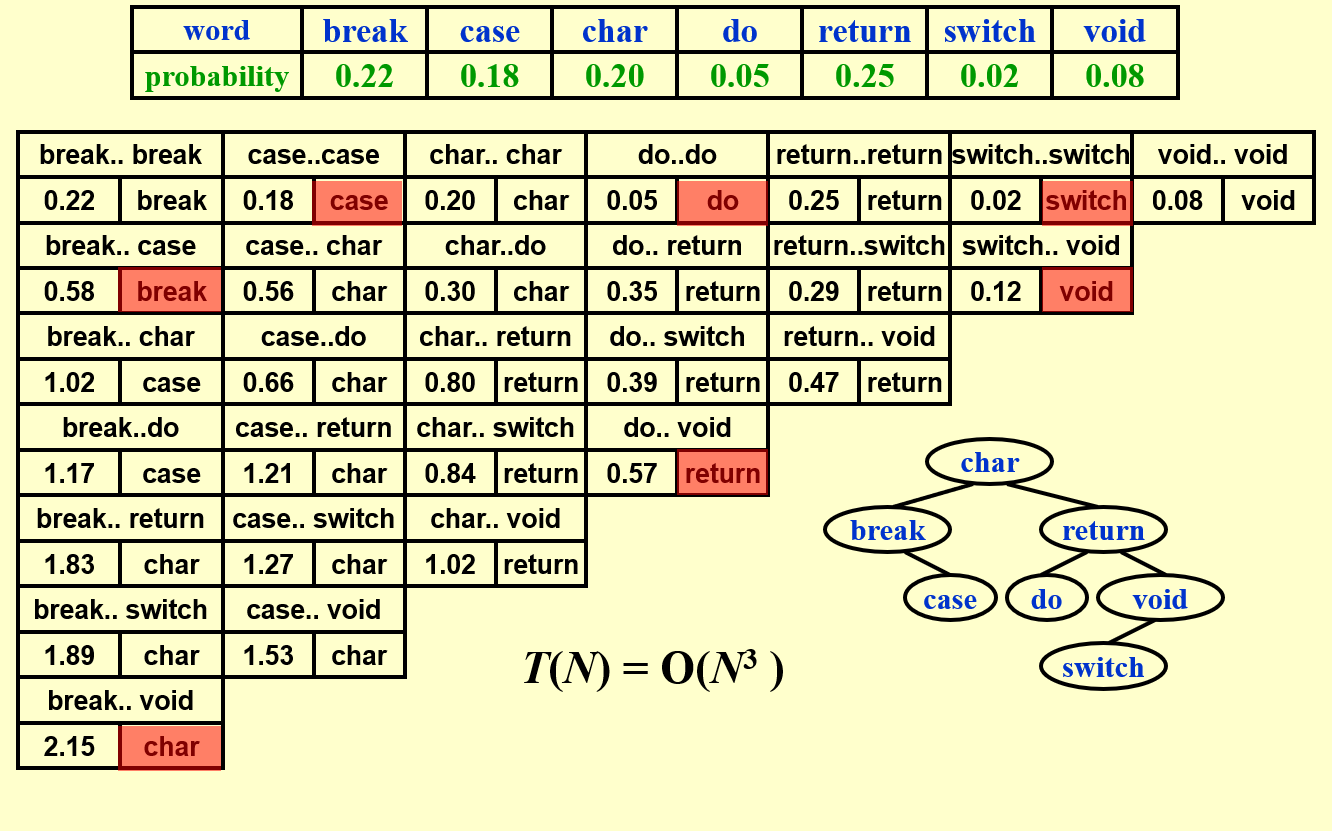 word break case char do return switch void
probability 0.22 0.18 0.20 0.05 0.25 0.02 0.08
break.. break case..case char.. char do..do return..return switch..switch void.. void
0.22 break 0.18 case 0.20 char 0.05 do 0.25 return 0.02 switch 0.08 void
break.. case case.. char char..do do.. return return..switch switch.. void
0.58 break 0.56 char 0.30 char 0.35 return 0.29 return 0.12 void
break.. char case..do char.. return do.. switch return.. void
1.02 case 0.66 char 0.80 return 0.39 return 0.47 return
break..do case.. return char.. switch do.. void
1.17 case 1.21 char 0.84 return 0.57 return
break.. return case.. switch char.. void
1.83 char 1.27 char 1.02 return
break.. switch case.. void
1.89 char 1.53 char
break.. void
2.15 char
char
break return
case do void
switch
T(N) = O(N³ )